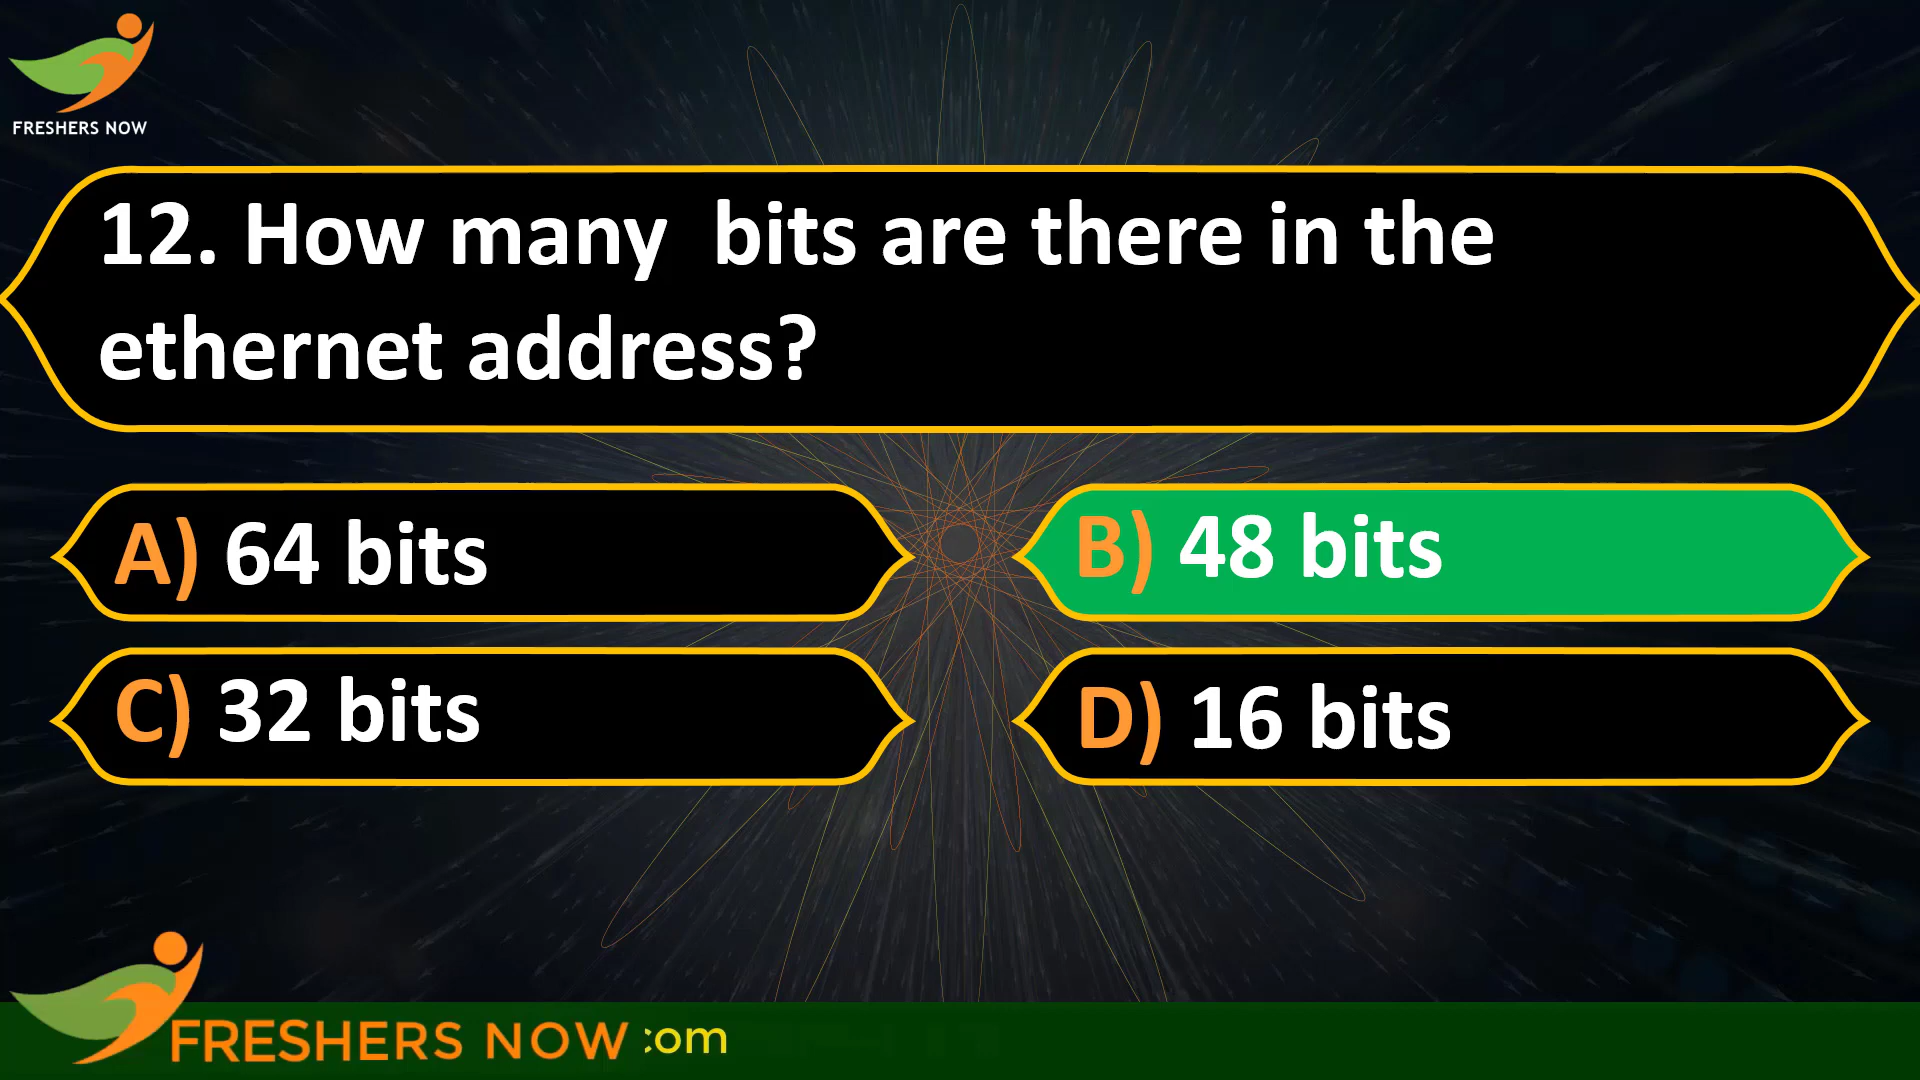 FRESHERS NOW
12. How many  bits are there in the
ethernet address?
A) 64 bits
B) 48 bits
C) 32 bits
D) 16 bits
FRESHERS NOW .com